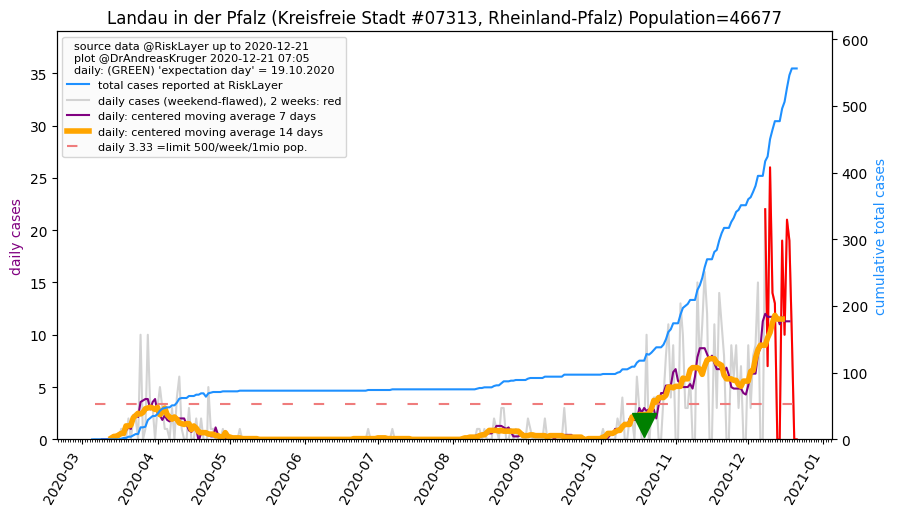 Landau in der Pfalz (Kreisfreie Stadt #07313, Rheinland-Pfalz) Population=46677
source data @RiskLayer up to 2020-12-21
plot @DrAndreasKruger 2020-12-21 07:05
daily: (GREEN) 'expectation day' = 19.10.2020
total cases reported at RiskLayer
daily cases (weekend-flawed), 2 weeks: red
daily: centered moving average 7 days
daily: centered moving average 14 days
daily 3.33 =limit 500/week/1mio pop.
daily cases
35
30
25
20
15
10
5
0
600
500
400
300
200
100
0
cumulative total cases
2020-03
2020-04
2020-05
2020-06
2020-07
2020-08
2020-09
2020-10
2020-11
2020-12
2021-01